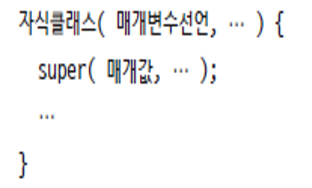 자식클래스( 매개변수선언, … ) {
super( 매개값, … );
…
}